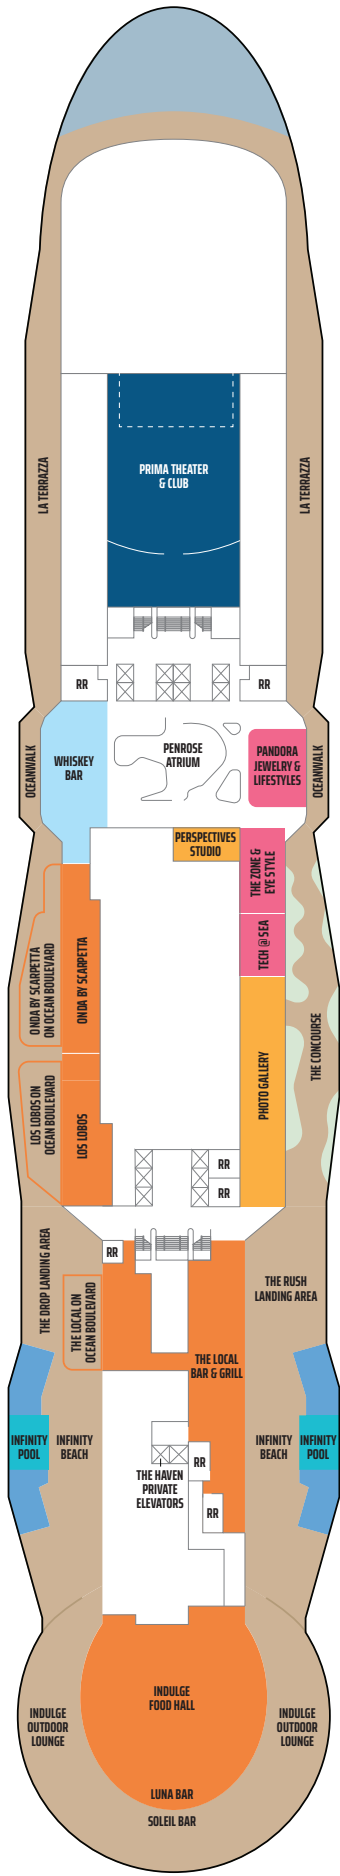 PRIMA THEATER
& CLUB
LA TERRAZZA
LA TERRAZZA
RR
RR
OCEANWALK
WHISKEY
BAR
PENROSE
ATRIUM
PANDORA
JEWELRY &
LIFESTYLES
OCEANWALK
PERSPECTIVES
STUDIO
THE ZONE &
EYE STYLE
ONDA BY SCARPETTA
ON OCEAN BOULEVARD
ONDA BY SCARPETTA
TECH @ SEA
THE CONCOURSE
PHOTO GALLERY
LOS LOBOS ON
OCEAN BOULEVARD
LOS LOBOS
RR
RR
RR
THE DROP LANDING AREA
THE LOCAL ON
OCEAN BOULEVARD
THE RUSH
LANDING AREA
THE LOCAL
BAR & GRILL
INFINITY
POOL
INFINITY
BEACH
INFINITY
BEACH
INFINITY
POOL
RR
THE HAVEN
PRIVATE
ELEVATORS
RR
INDULGE
FOOD HALL
INDULGE
OUTDOOR
LOUNGE
INDULGE
OUTDOOR
LOUNGE
LUNA BAR
SOLEIL BAR